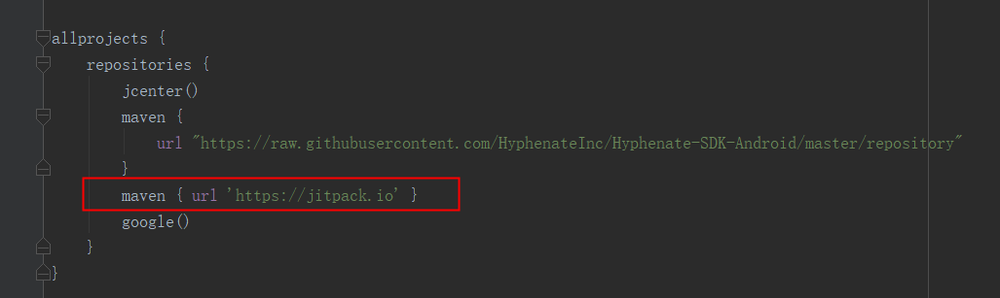 allprojects {
    repositories {
        jcenter()
        maven {
            url "https://raw.githubusercontent.com/HyphenateInc/Hyphenate-SDK-Android/master/repository"
        }
        maven { url 'https://jitpack.io' }
        google()
    }
}